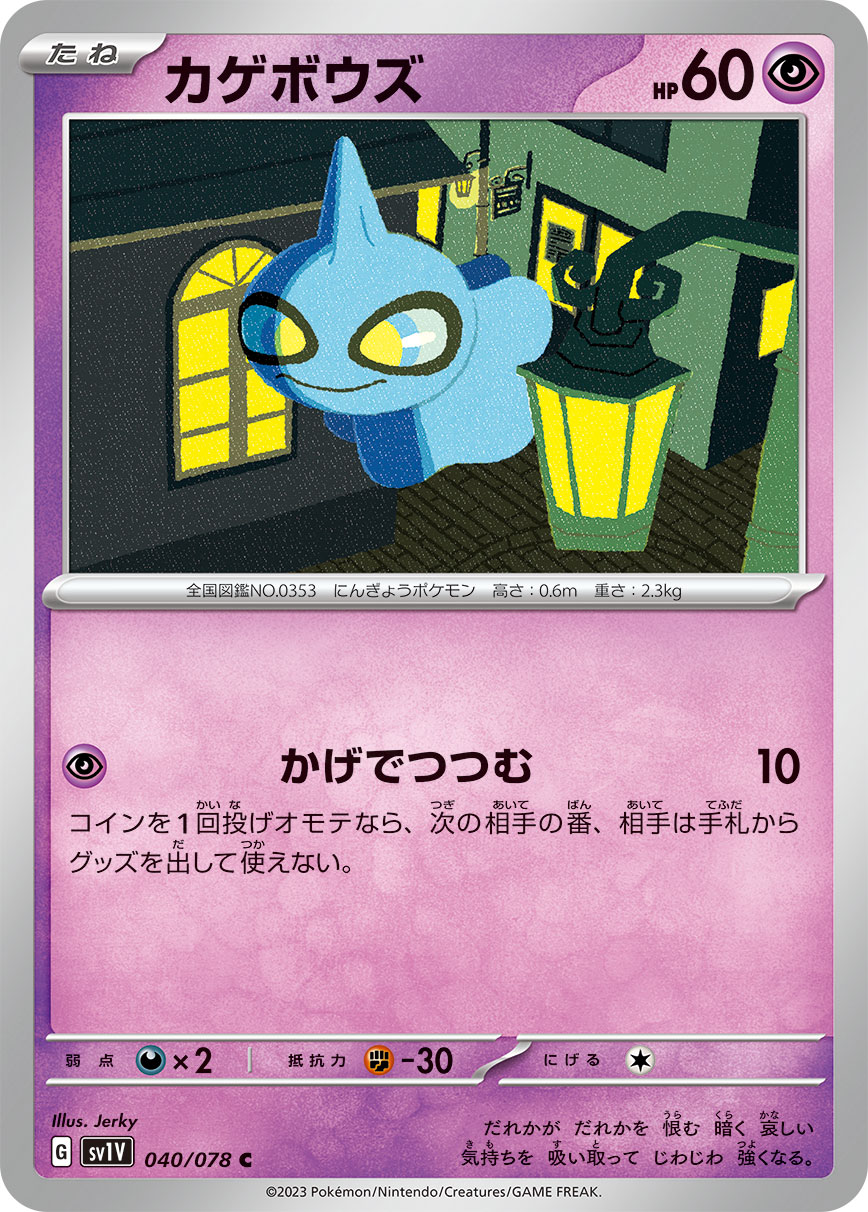 たね
カゲボウズ
HP60
全国図鑑NO.0353 にんぎょうポケモン 高さ:0.6m 重さ:2.3kg
かげでつつむ 10
コインを1回投げオモテなら、次の相手の番、相手は手札から
グッズを出して使えない。
弱点 ×2 抵抗力 -30 にげる
Illus. Jerky
G sv1V 040/078 C
だれかが だれかを 恨む 暗く 哀しい
気持ちを 吸い取って じわじわ 強くなる。
©2023 Pokémon/Nintendo/Creatures/GAME FREAK.